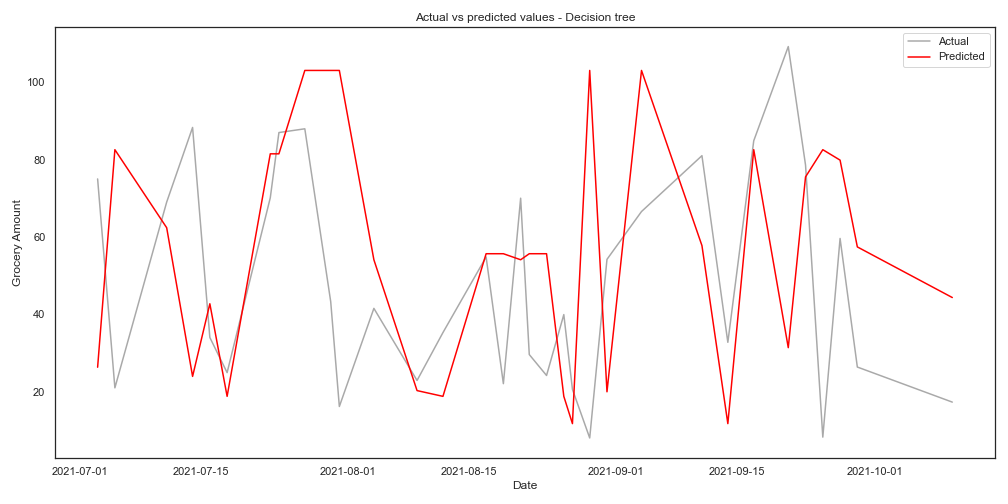 Actual vs predicted values - Decision tree
Actual
Predicted
100
80
60
40
20
Grocery Amount
2021-07-01
2021-07-15
2021-08-01
2021-08-15
2021-09-01
2021-09-15
2021-10-01
Date